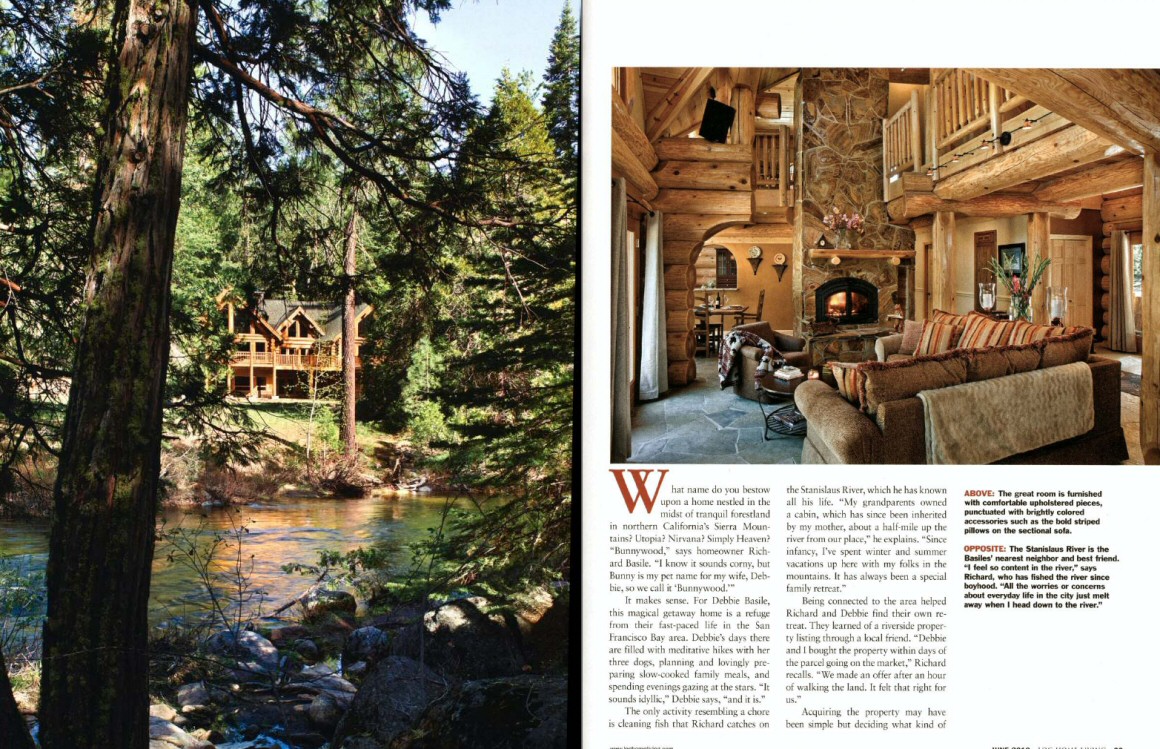 What name do you bestow
upon a home nestled in the
midst of tranquil forestland
in northern California's Sierra Moun-
tains? Utopia? Nirvana? Simply Heaven?
"Bunnywood," says homeowner Rich-
ard Basile. "I know it sounds corny, but
Bunny is my pet name for my wife, Deb-
bie, so we call it 'Bunnywood.'"
It makes sense. For Debbie Basile,
this magical getaway home is a refuge
from their fast-paced life in the San
Francisco Bay area. Debbie's days there
are filled with meditative hikes with her
three dogs, planning and lovingly pre-
paring slow-cooked family meals, and
spending evenings gazing at the stars. "It
sounds idyllic," Debbie says, "and it is."
The only activity resembling a chore
is cleaning fish that Richard catches on
the Stanislaus River, which he has known
all his life. "My grandparents owned
a cabin, which has since been inherited
by my mother, about a half-mile up the
river from our place," he explains. "Since
infancy, I've spent winter and summer
vacations up here with my folks in the
mountains. It has always been a special
family retreat."
Being connected to the area helped
Richard and Debbie find their own re-
treat. They learned of a riverside proper-
ty listing through a local friend. "Debbie
and I bought the property within days of
the parcel going on the market," Richard
recalls. "We made an offer after an hour
of walking the land. It felt that right for
us."
Acquiring the property may have
been simple but deciding what kind of
ABOVE: The great room is furnished
with comfortable upholstered pieces,
punctuated with brightly colored
accessories such as the bold striped
pillows on the sectional sofa.
OPPOSITE: The Stanislaus River is the
Basiles' nearest neighbor and best friend.
"I feel so content in the river," says
Richard, who has fished the river since
boyhood. "All the worries or concerns
about everyday life in the city just melt
away when I head down to the river."